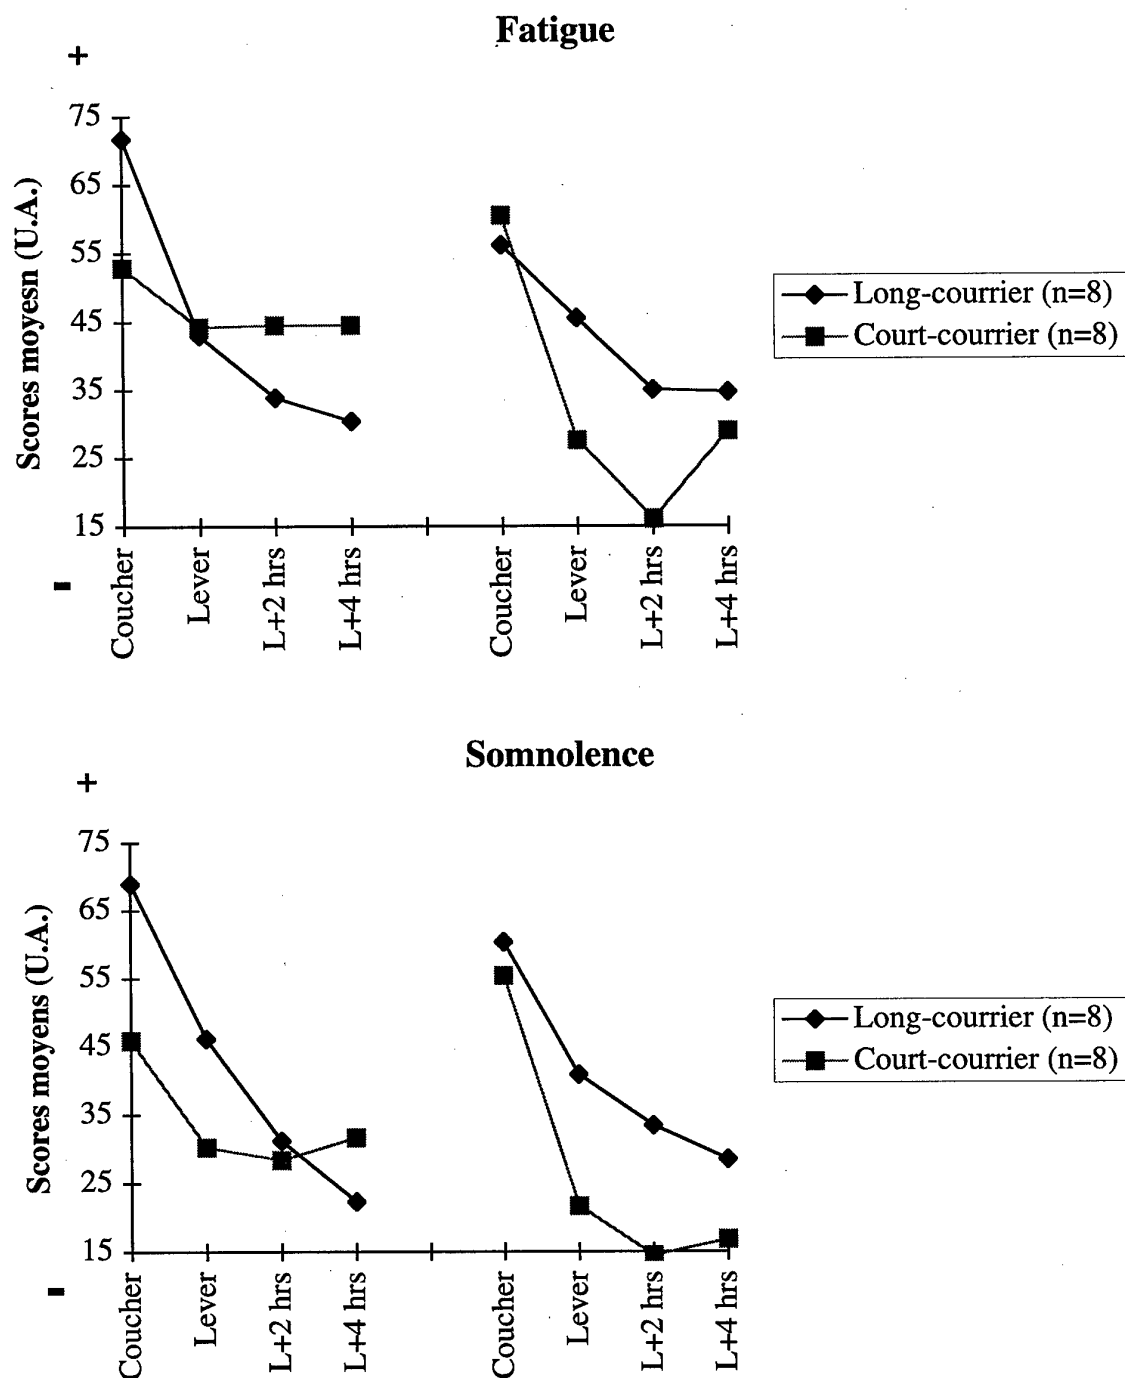 Fatigue
+
75
65
55
45
35
25
15
-
Scores moyesn (U.A.)
Coucher
Lever
L+2 hrs
L+4 hrs
Coucher
Lever
L+2 hrs
L+4 hrs
Long-courrier (n=8)
Court-courrier (n=8)
Somnolence
+
75
65
55
45
35
25
15
-
Scores moyens (U.A.)
Coucher
Lever
L+2 hrs
L+4 hrs
Coucher
Lever
L+2 hrs
L+4 hrs
Long-courrier (n=8)
Court-courrier (n=8)